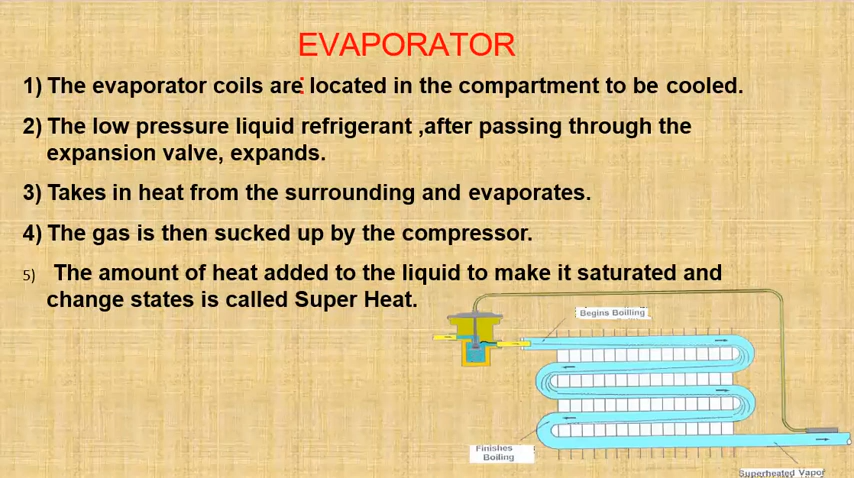 EVAPORATOR
1) The evaporator coils are located in the compartment to be cooled.
2) The low pressure liquid refrigerant ,after passing through the
expansion valve, expands.
3) Takes in heat from the surrounding and evaporates.
4) The gas is then sucked up by the compressor.
5) The amount of heat added to the liquid to make it saturated and
change states is called Super Heat.
Begins Boilling
Finishes
Boiling
Superheated Vapor